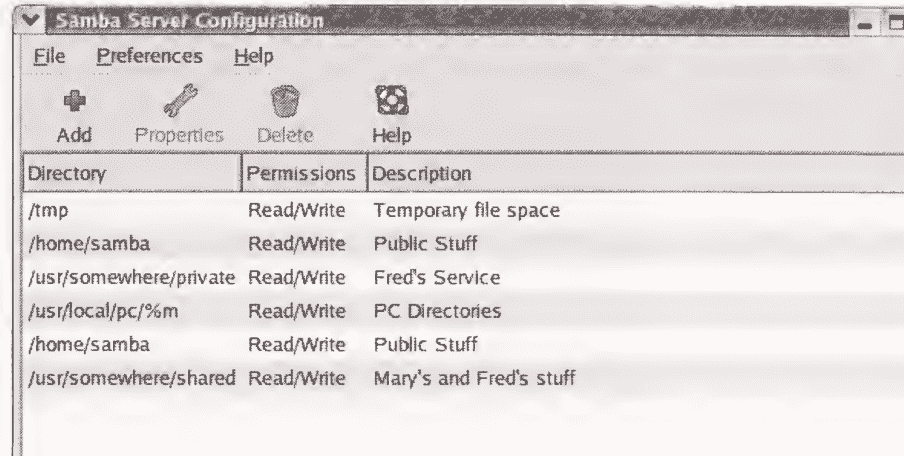 Samba Server Configuration
File Preferences Help
Add Properties Delete Help
Directory Permissions Description
/tmp Read/Write Temporary file space
/home/samba Read/Write Public Stuff
/usr/somewhere/private Read/Write Fred's Service
/usr/local/pc/%m Read/Write PC Directories
/home/samba Read/Write Public Stuff
/usr/somewhere/shared Read/Write Mary's and Fred's stuff